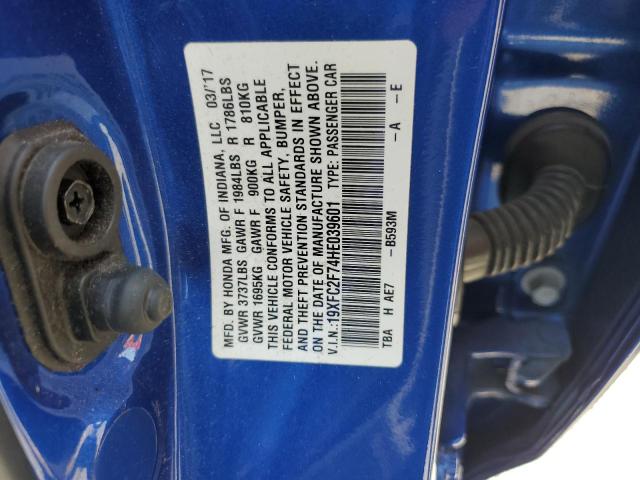 MFD. BY HONDA MFG. OF INDIANA, LLC 03/'17
GVWR 3737LBS GAWR F 1984LBS R 1786LBS
GVWR 1695KG GAWR F 900KG R 810KG
THIS VEHICLE CONFORMS TO ALL APPLICABLE
FEDERAL MOTOR VEHICLE SAFETY, BUMPER,
AND THEFT PREVENTION STANDARDS IN EFFECT
ON THE DATE OF MANUFACTURE SHOWN ABOVE.
V.I.N.:19XFC2F74HE039601 TYPE: PASSENGER CAR
TBA H AE7 –B593M –A –E